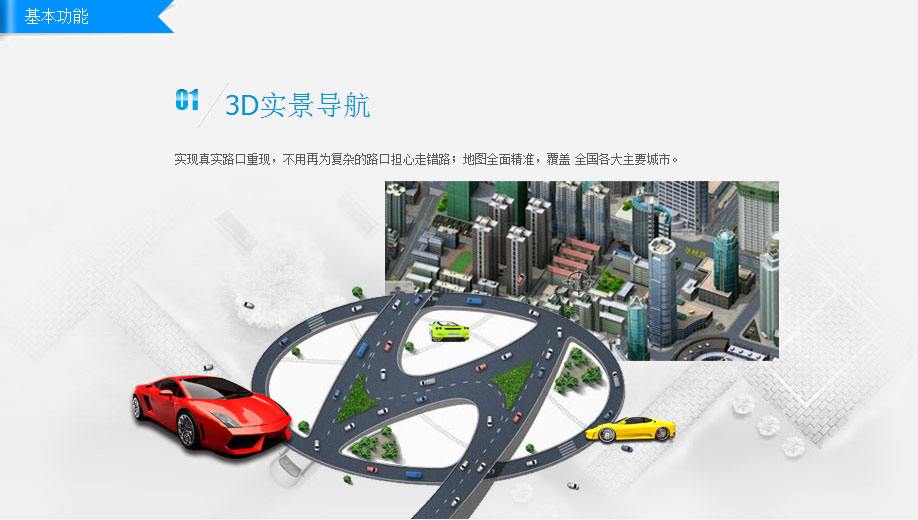 基本功能
01
3D实景导航
实现真实路口重现，不用再为复杂的路口担心走错路；地图全面精准，覆盖 全国各大主要城市。